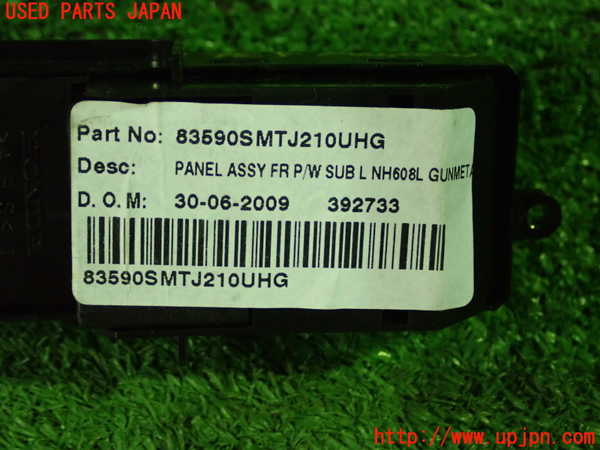 USED PARTS JAPAN
Part No: 83590SMTJ210UHG
Desc: PANEL ASSY FR P/W SUB L NH608L GUNMETA
D. O. M: 30-06-2009 392733
83590SMTJ210UHG
http://www.upjpn.com/